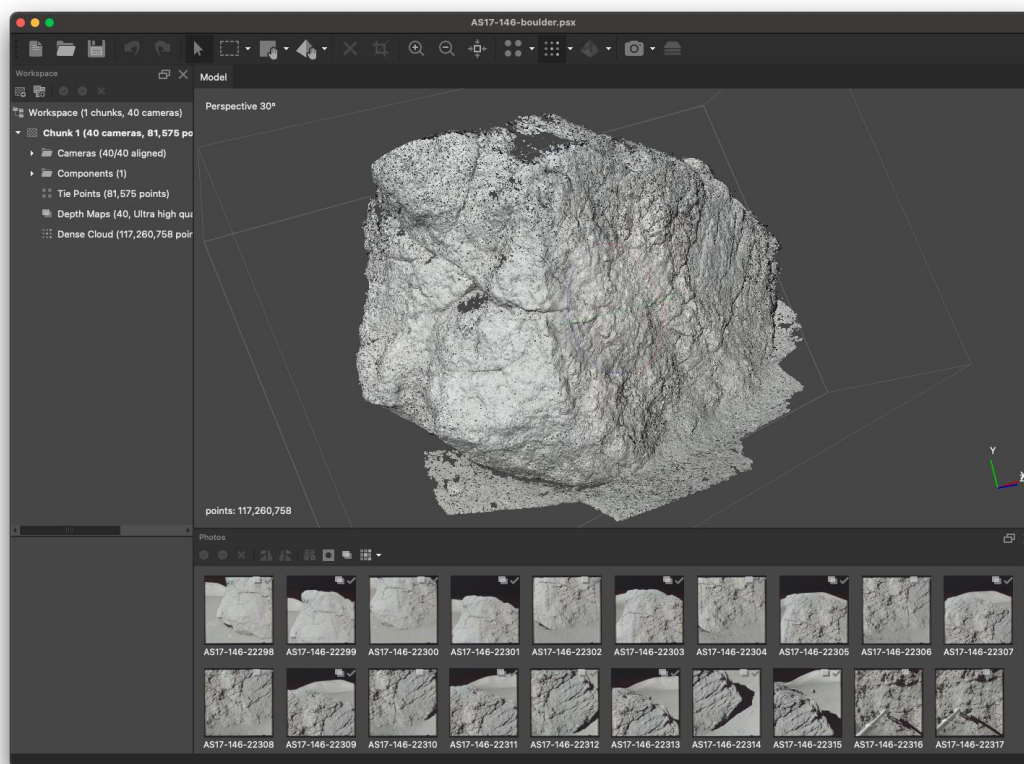 AS17-146-boulder.psx
Workspace
Model
Workspace (1 chunks, 40 cameras)
Chunk 1 (40 cameras, 81,575 po
Cameras (40/40 aligned)
Components (1)
Tie Points (81,575 points)
Depth Maps (40, Ultra high qua
Dense Cloud (117,260,758 poin
Perspective 30°
Y
Z
points: 117,260,758
Photos
AS17-146-22298 AS17-146-22299 AS17-146-22300 AS17-146-22301 AS17-146-22302 AS17-146-22303 AS17-146-22304 AS17-146-22305 AS17-146-22306 AS17-146-22307
AS17-146-22308 AS17-146-22309 AS17-146-22310 AS17-146-22311 AS17-146-22312 AS17-146-22313 AS17-146-22314 AS17-146-22315 AS17-146-22316 AS17-146-22317